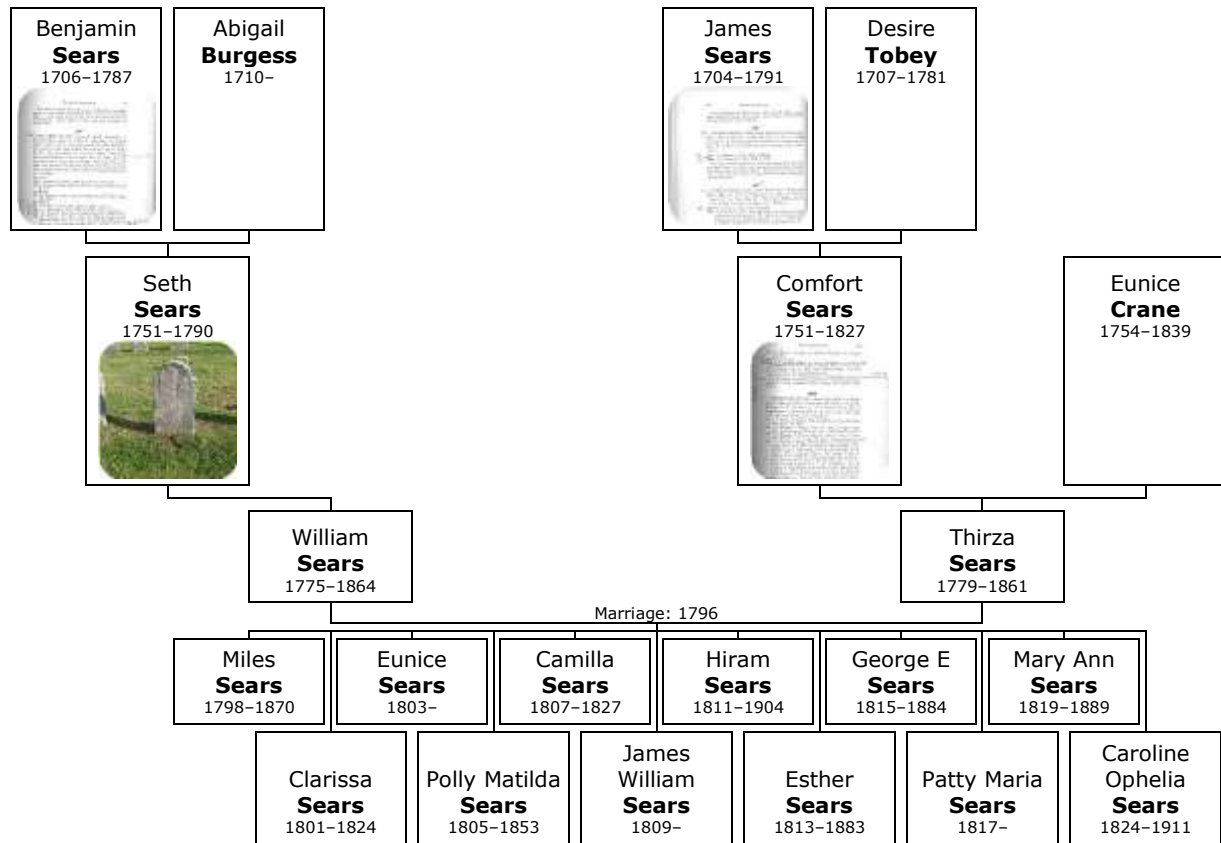 Benjamin
Sears
1706–1787
Abigail
Burgess
1710–
James
Sears
1704–1791
Desire
Tobey
1707–1781
Seth
Sears
1751–1790
Comfort
Sears
1751–1827
Eunice
Crane
1754–1839
William
Sears
1775–1864
Thirza
Sears
1779–1861
Marriage: 1796
Miles
Sears
1798–1870
Eunice
Sears
1803–
Camilla
Sears
1807–1827
Hiram
Sears
1811–1904
George E
Sears
1815–1884
Mary Ann
Sears
1819–1889
Clarissa
Sears
1801–1824
Polly Matilda
Sears
1805–1853
James
William
Sears
1809–
Esther
Sears
1813–1883
Patty Maria
Sears
1817–
Caroline
Ophelia
Sears
1824–1911